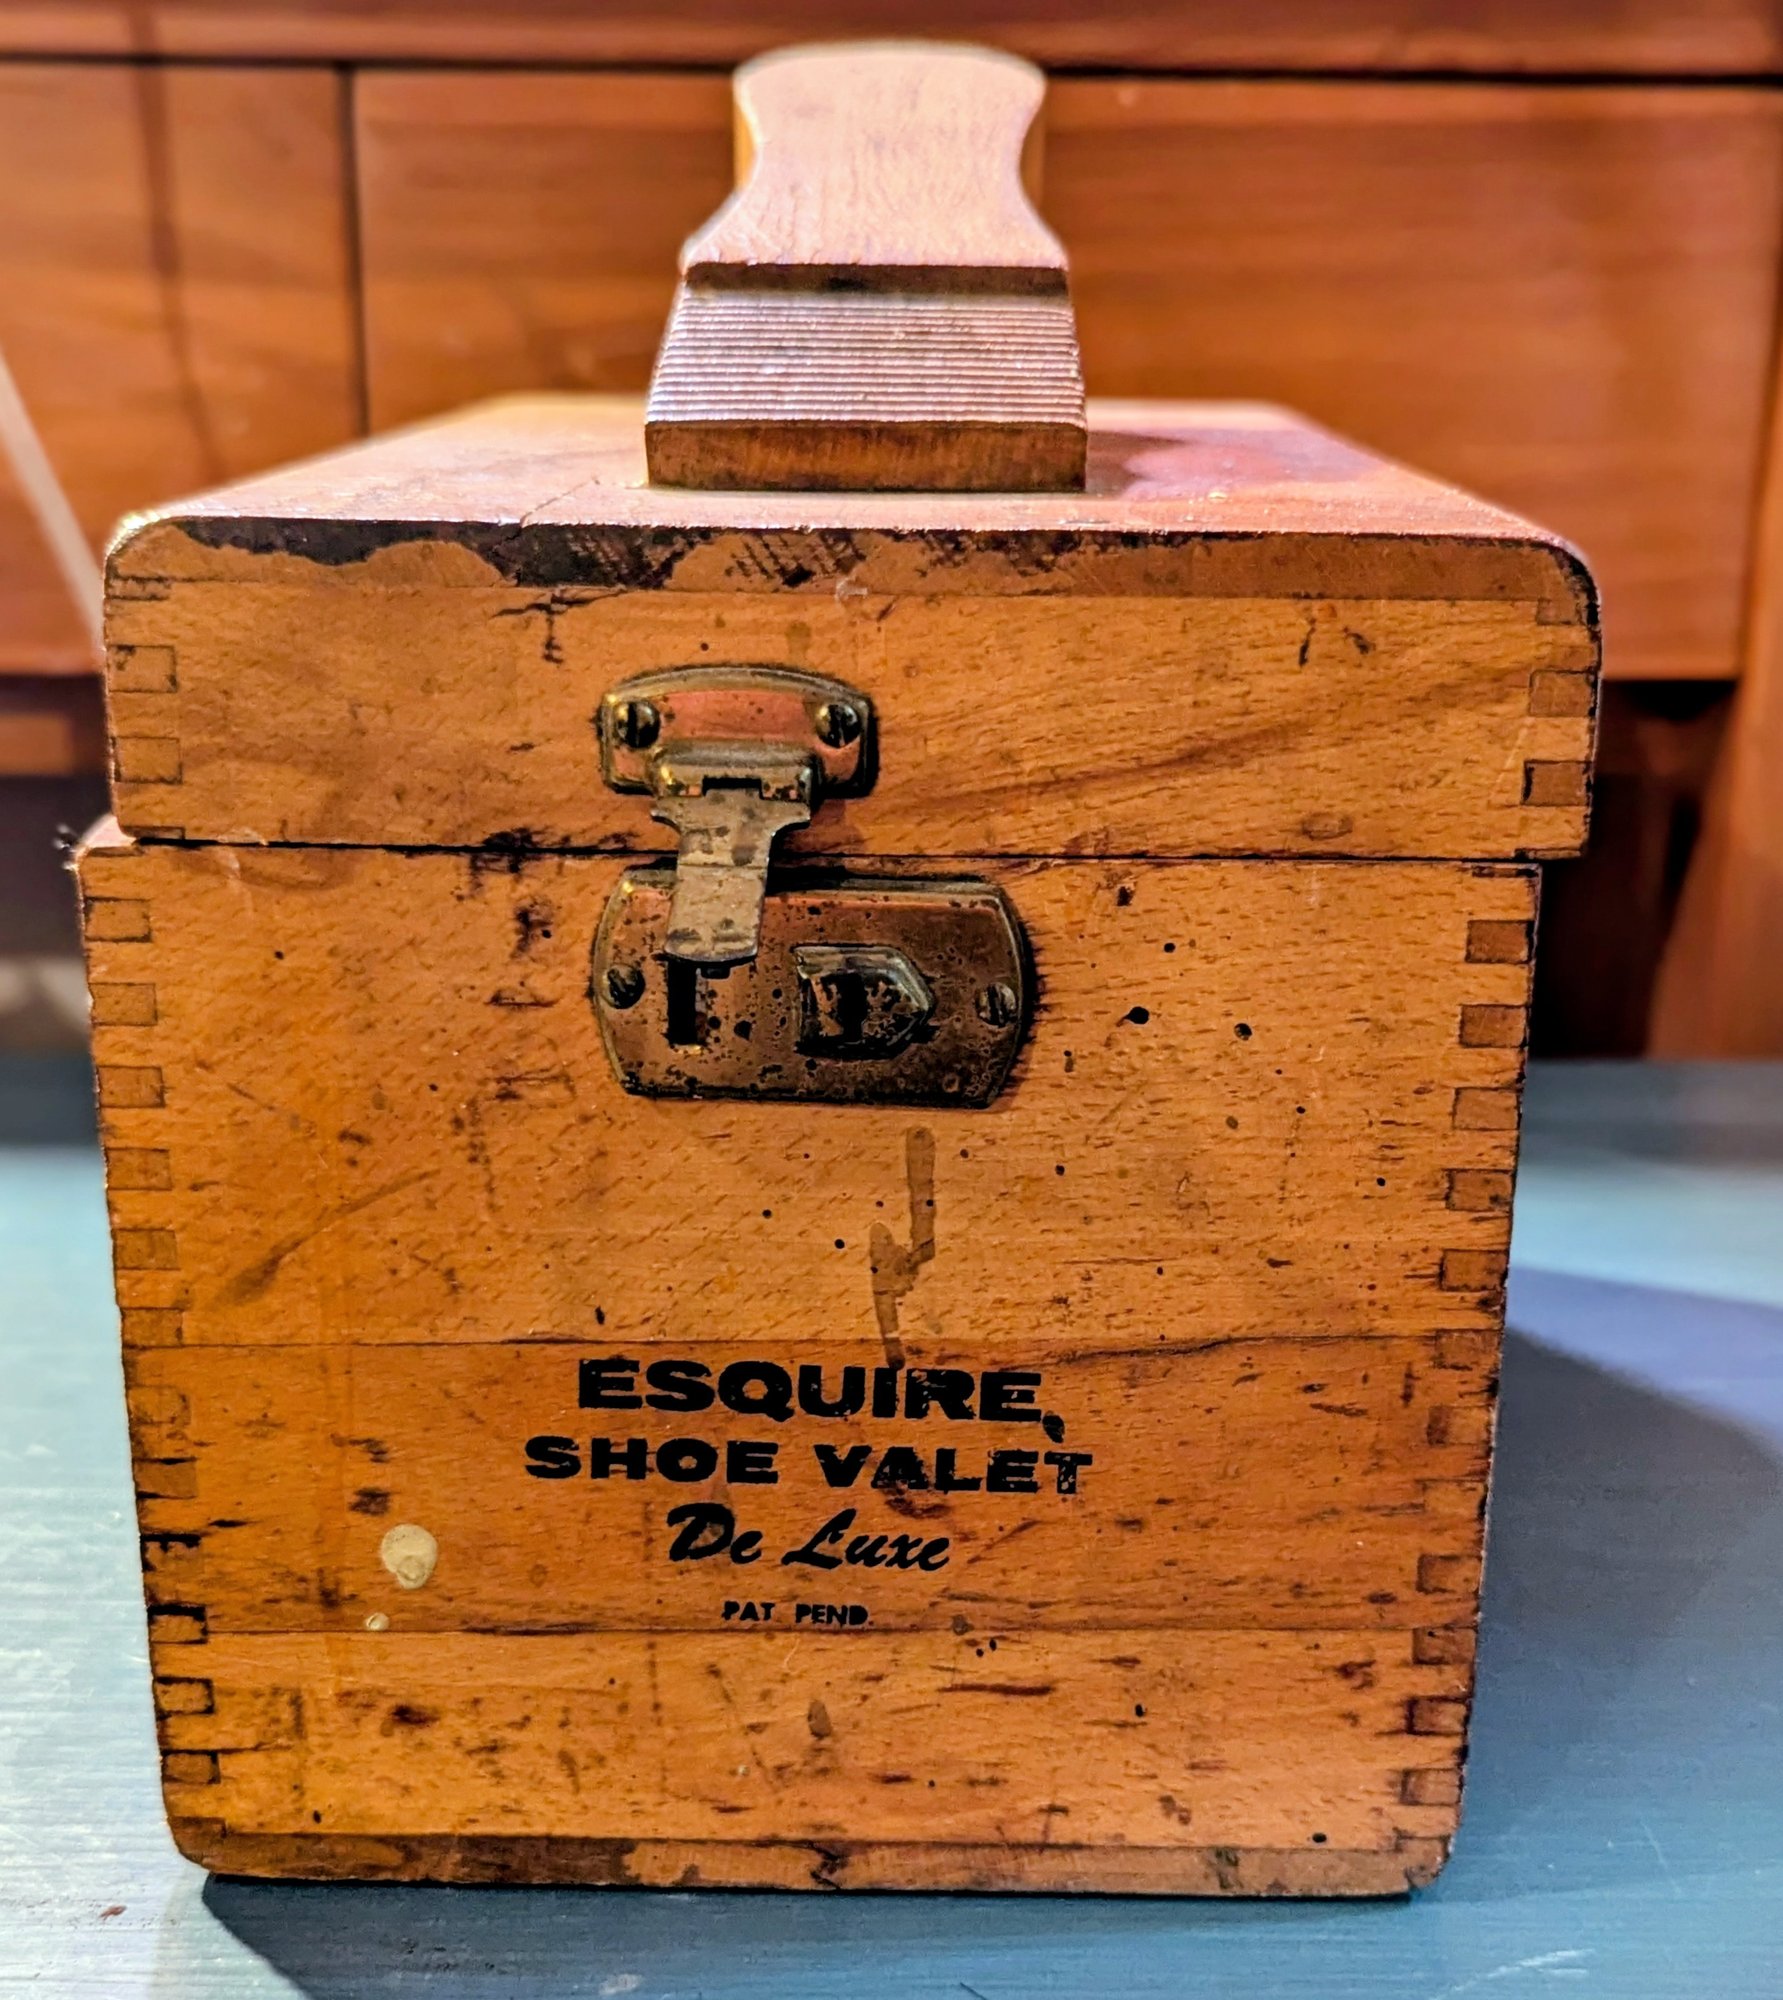 ESQUIRE
SHOE VALET
De Luxe
PAT PEND.